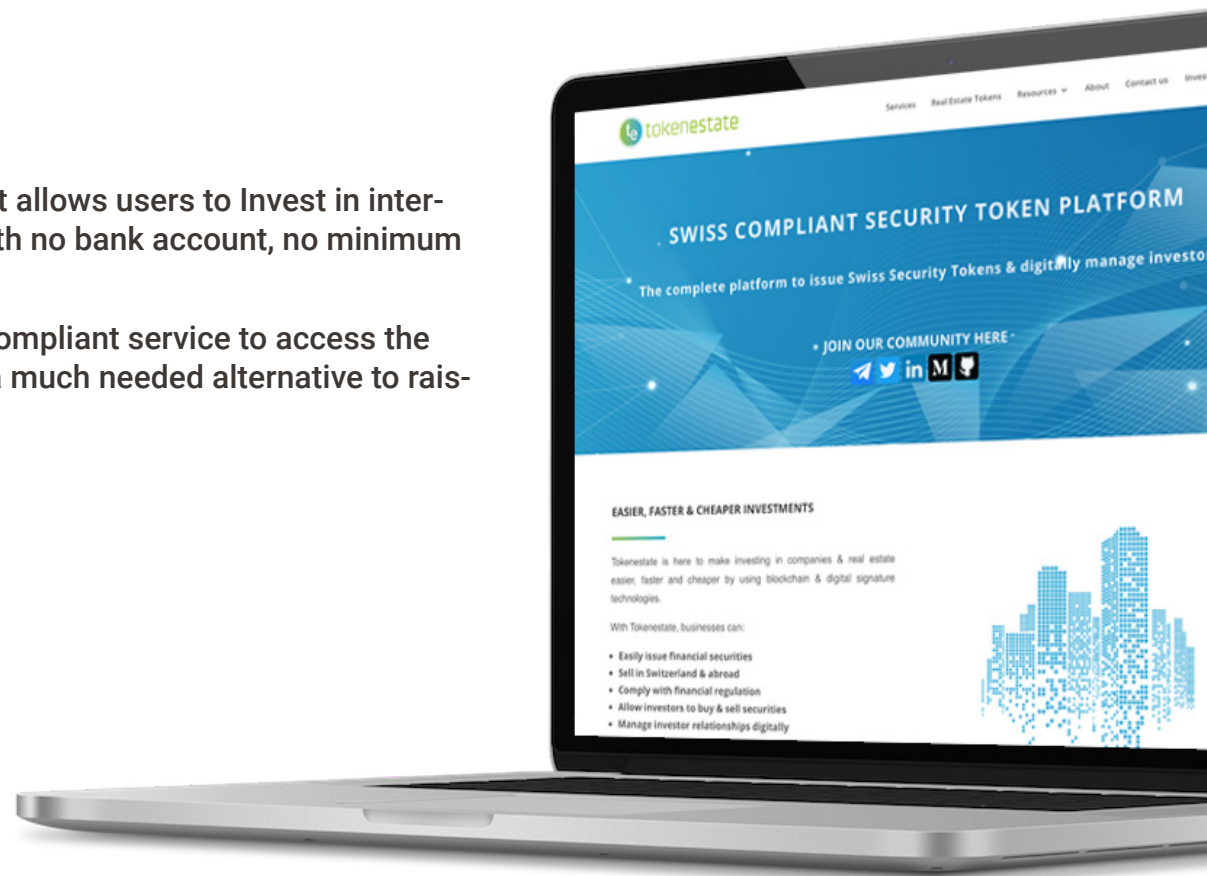 t allows users to Invest in inter-
th no bank account, no minimum
ompliant service to access the
a much needed alternative to rais-
te tokenestate
Services Real Estate Tokens Resources About Contact us Invest
SWISS COMPLIANT SECURITY TOKEN PLATFORM
The complete platform to issue Swiss Security Tokens & digitally manage investor
• JOIN OUR COMMUNITY HERE •
in M
EASIER, FASTER & CHEAPER INVESTMENTS
Tokenestate is here to make investing in companies & real estate
easier, faster and cheaper by using blockchain & digital signature
technologies.
With Tokenestate, businesses can:
• Easily issue financial securities
• Sell in Switzerland & abroad
• Comply with financial regulation
• Allow investors to buy & sell securities
• Manage investor relationships digitally